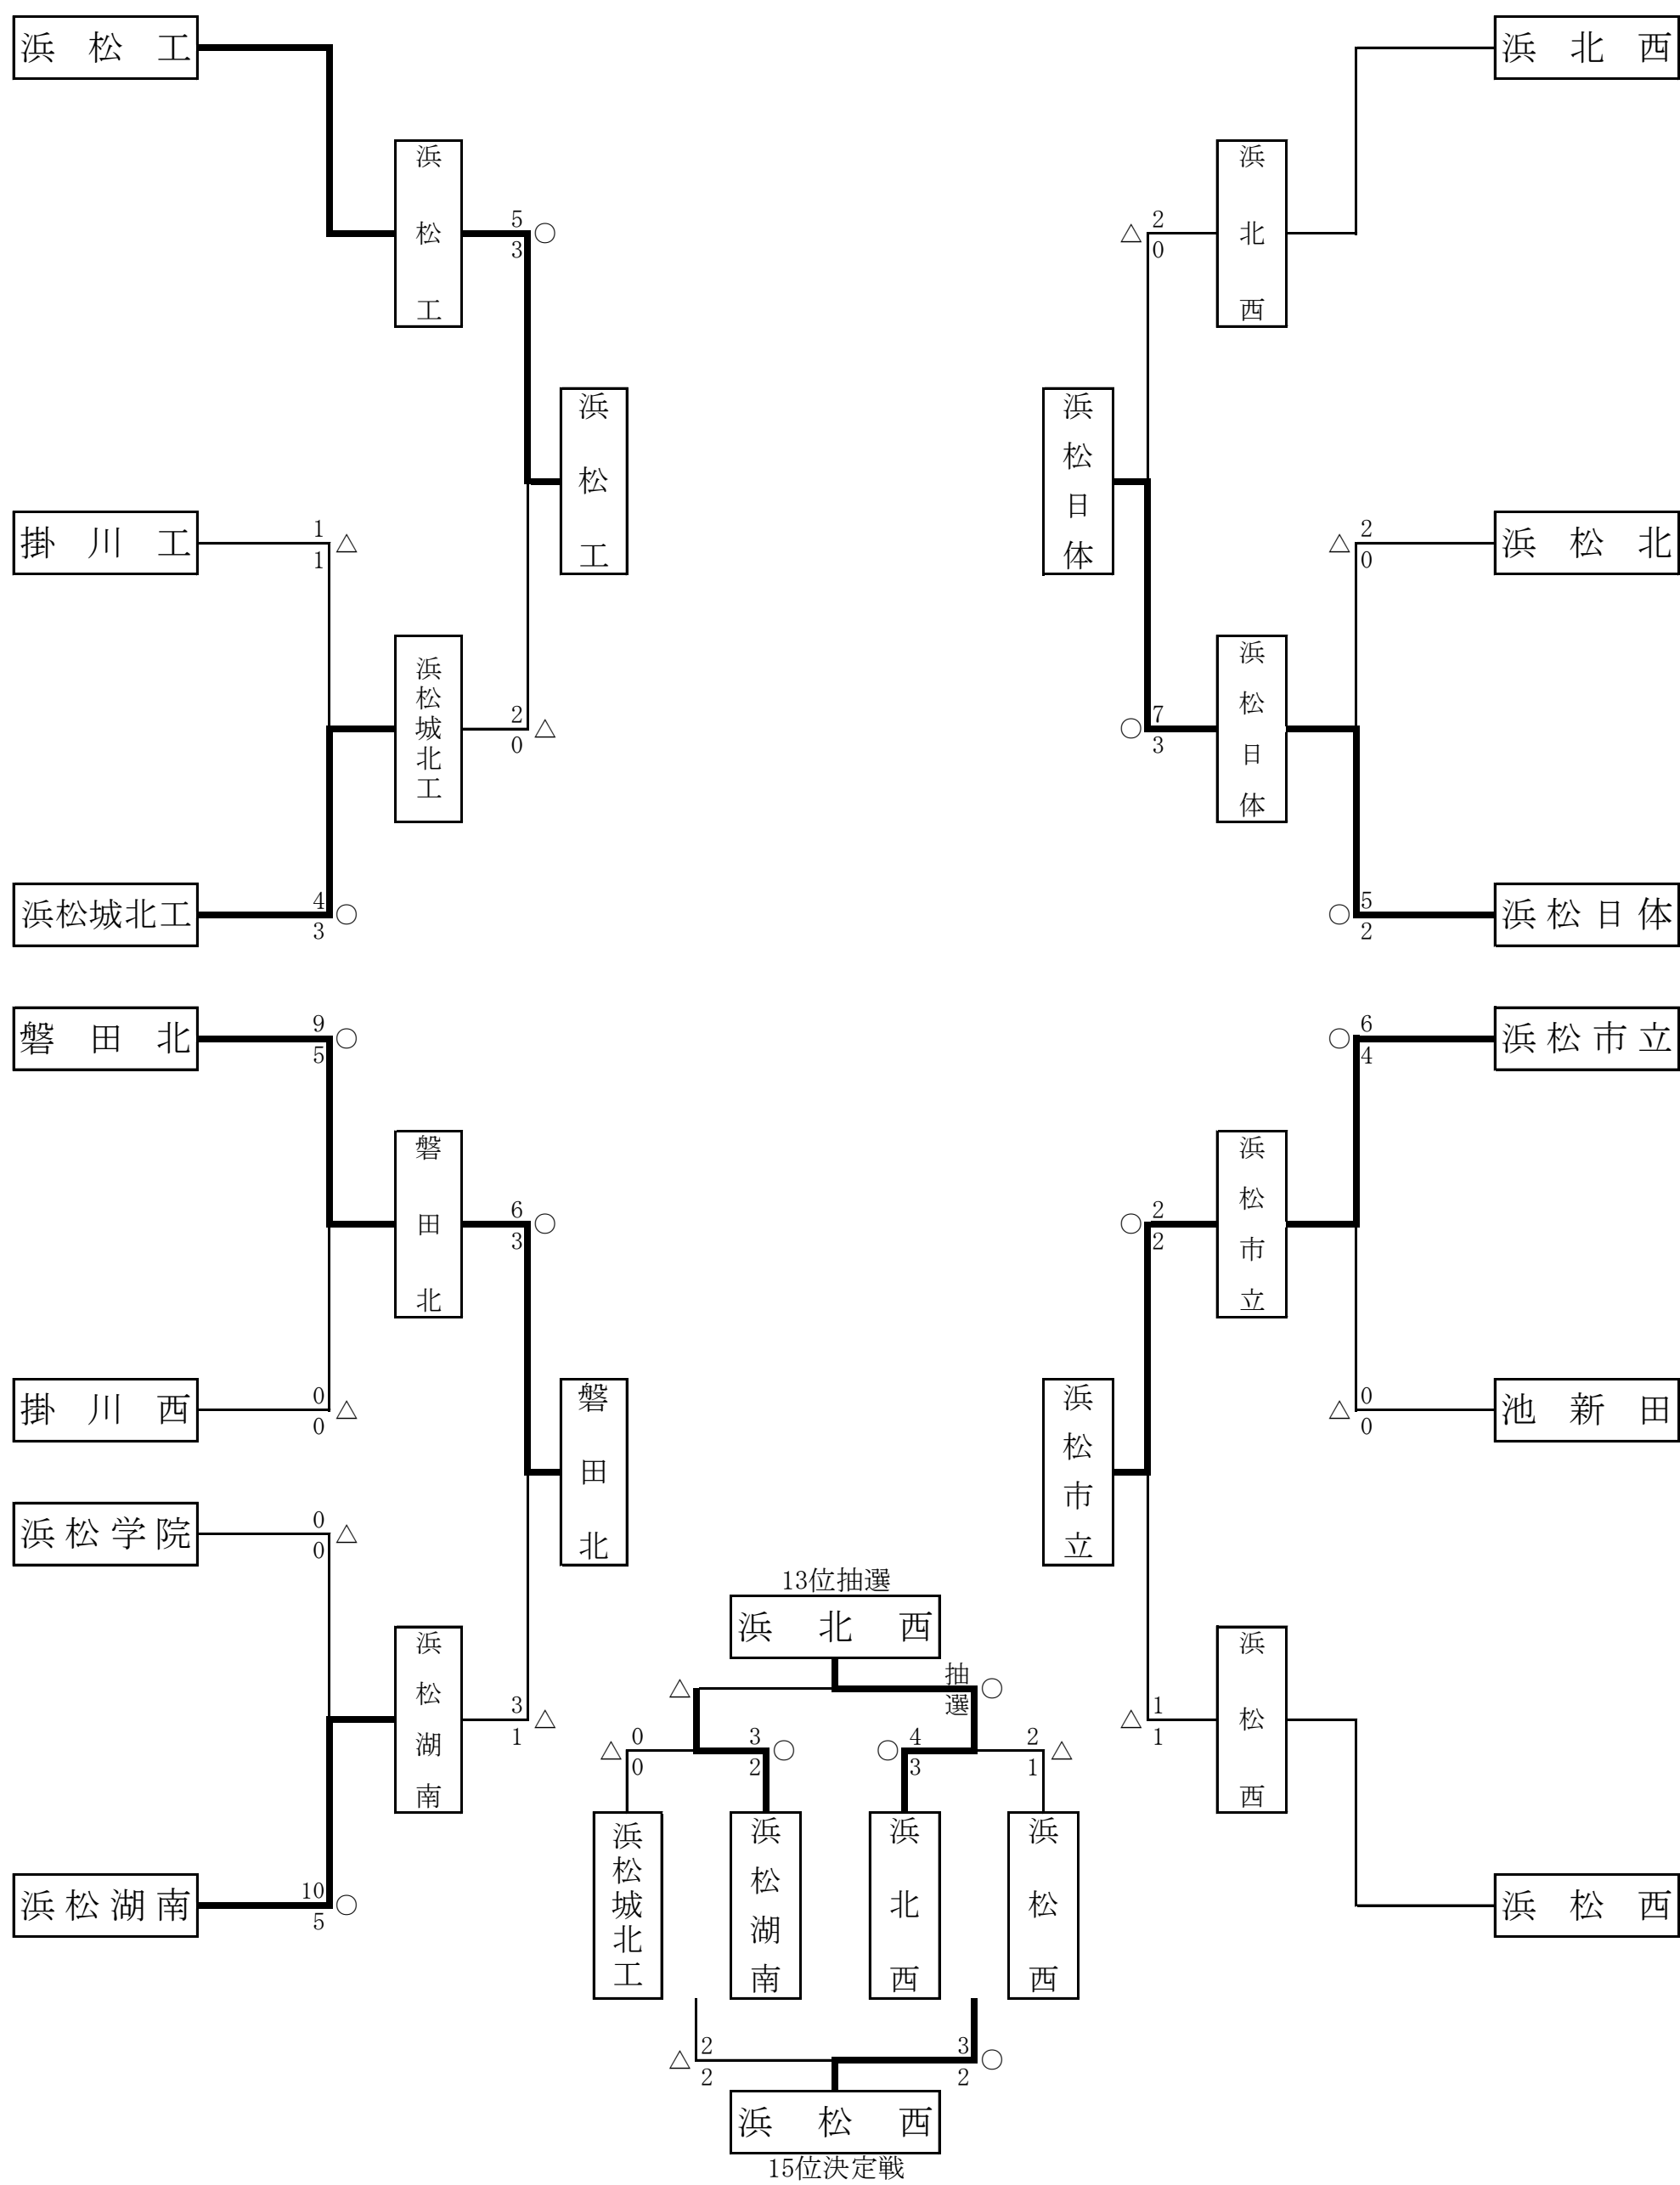 浜松工
浜北西
浜松工
浜北西
5 ○
3
△ 2
0
浜松工
浜松日体
掛川工
1 △
1
△ 2
0
浜松北
浜松城北工
2 △
0
○ 7
3
浜松日体
浜松城北工
4 ○
3
○ 5
2
浜松日体
磐田北
9 ○
5
○ 6
4
浜松市立
磐田北
6 ○
3
○ 2
2
浜松市立
掛川西
0 △
0
磐田北
浜松市立
△ 0
0
池新田
浜松学院
0 △
0
浜松湖南
3 △
1
△ 1
1
浜松西
浜松湖南
10 ○
5
浜松西
13位抽選
浜北西
△
抽選 ○
△ 0
0
3 ○
2
○ 4
3
2 △
1
浜松城北工
浜松湖南
浜北西
浜松西
△ 2
2
3 ○
2
浜松西
15位決定戦